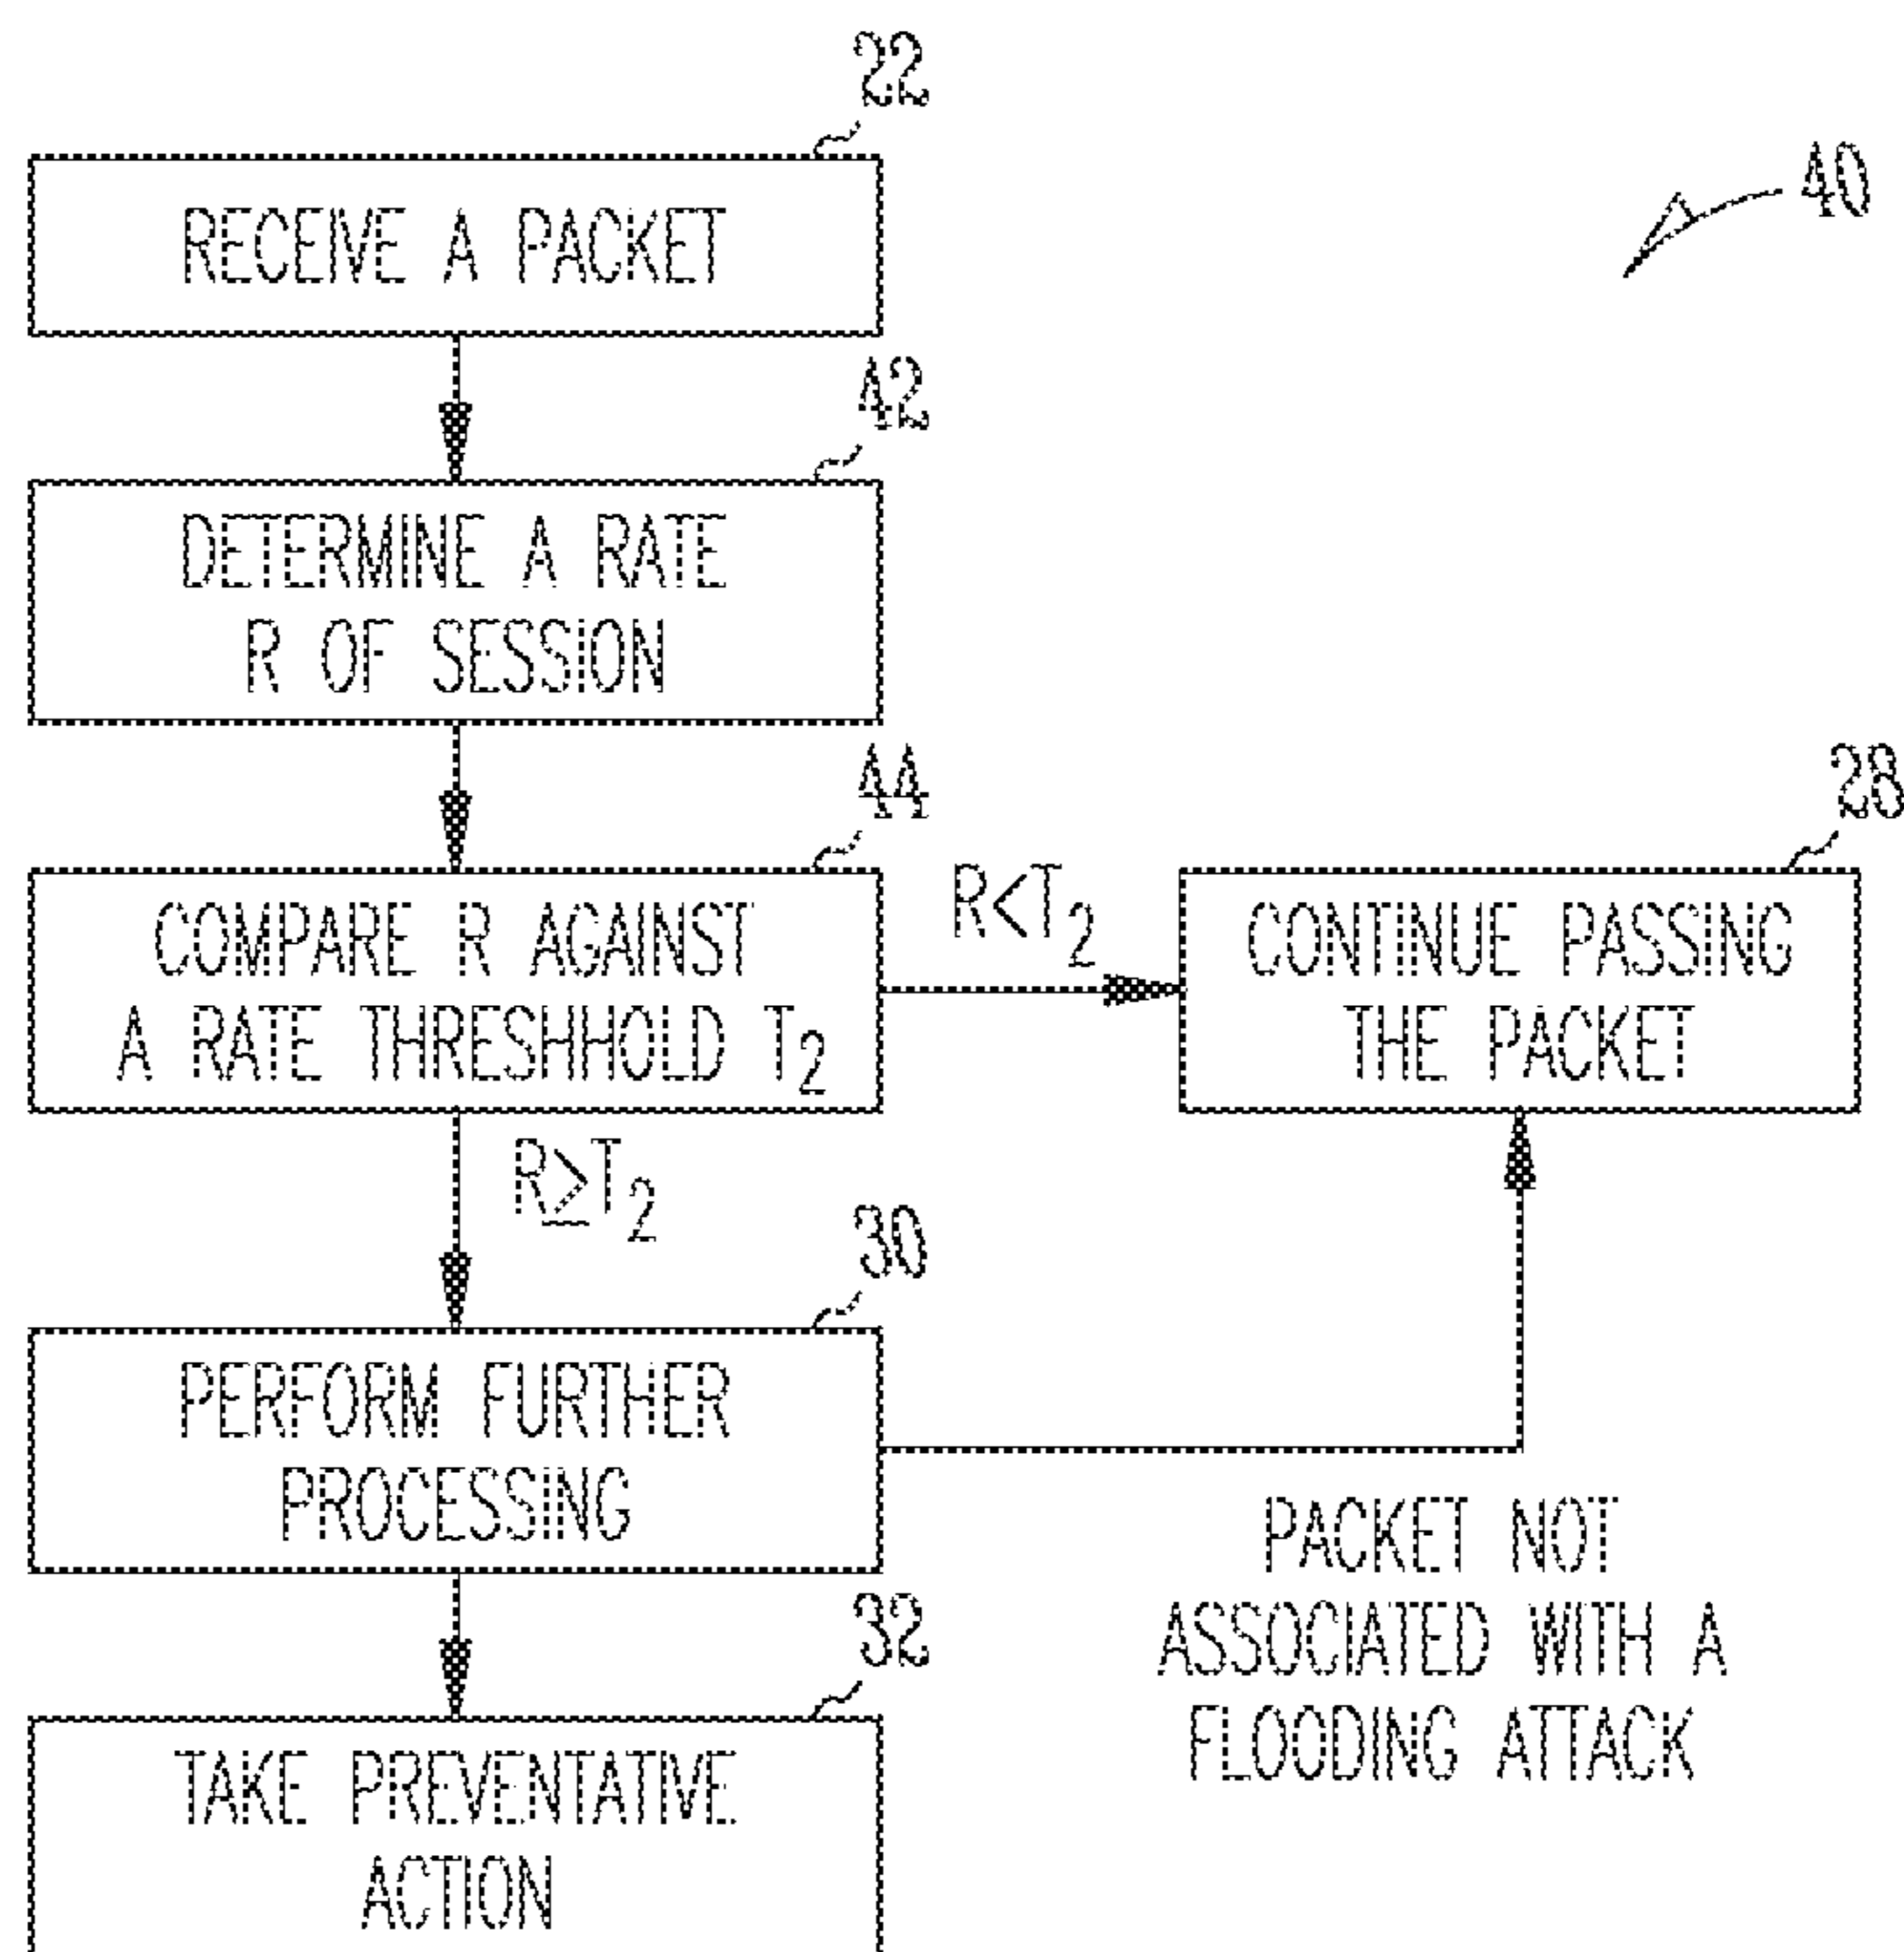 22
40
RECEIVE A PACKET
42
DETERMINE A RATE
R OF SESSION
44
COMPARE R AGAINST
A RATE THRESHHOLD T₂
R<T₂
28
CONTINUE PASSING
THE PACKET
R≥T₂
30
PERFORM FURTHER
PROCESSING
PACKET NOT
ASSOCIATED WITH A
FLOODING ATTACK
32
TAKE PREVENTATIVE
ACTION